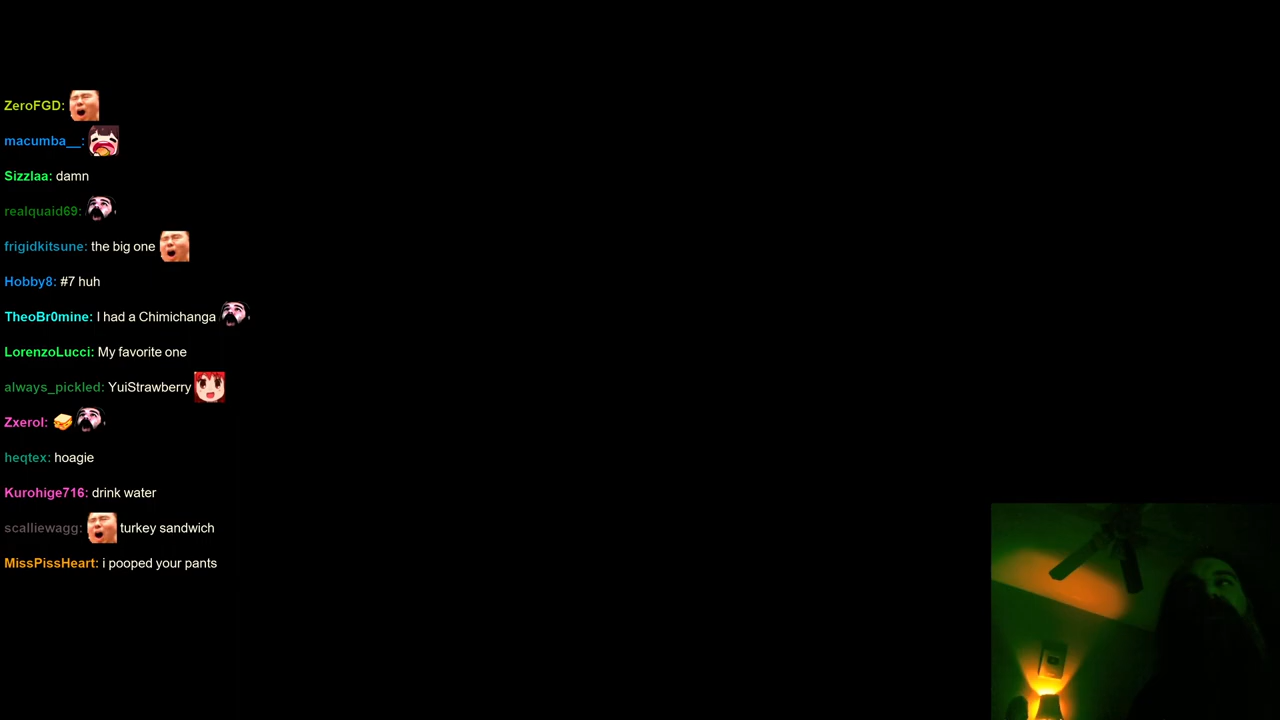 ZeroFGD:
macumba__:
Sizzlaa: damn
realquaid69:
frigidkitsune: the big one
Hobby8: #7 huh
TheoBr0mine: I had a Chimichanga
LorenzoLucci: My favorite one
always_pickled: YuiStrawberry
Zxerol:
heqtex: hoagie
Kurohige716: drink water
scalliewagg: turkey sandwich
MissPissHeart: i pooped your pants